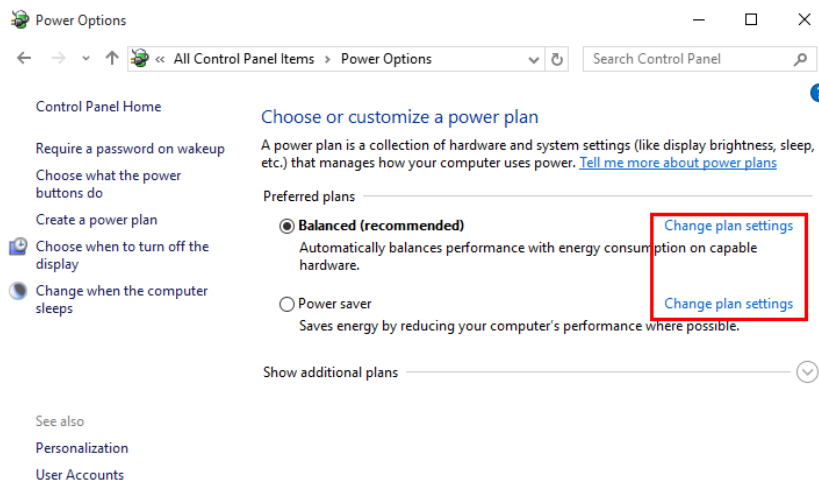 Power Options
« All Control Panel Items > Power Options
Search Control Panel
Control Panel Home
Require a password on wakeup
Choose what the power
buttons do
Create a power plan
Choose when to turn off the
display
Change when the computer
sleeps
See also
Personalization
User Accounts
Choose or customize a power plan
A power plan is a collection of hardware and system settings (like display brightness, sleep,
etc.) that manages how your computer uses power. Tell me more about power plans
Preferred plans
Balanced (recommended) Change plan settings
Automatically balances performance with energy consumption on capable
hardware.
Power saver Change plan settings
Saves energy by reducing your computer's performance where possible.
Show additional plans